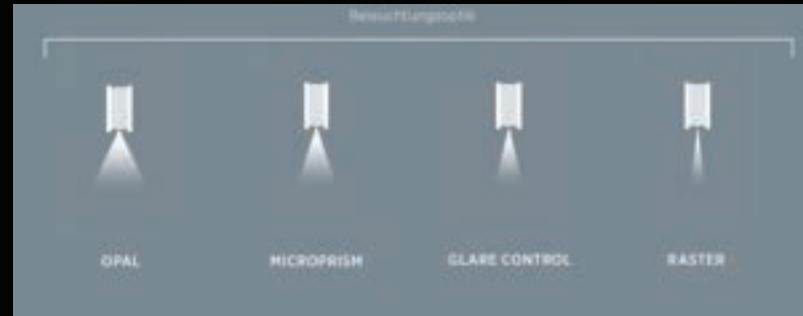 Beleuchtungsoptik
OPAL
MICROPRISM
GLARE CONTROL
RASTER